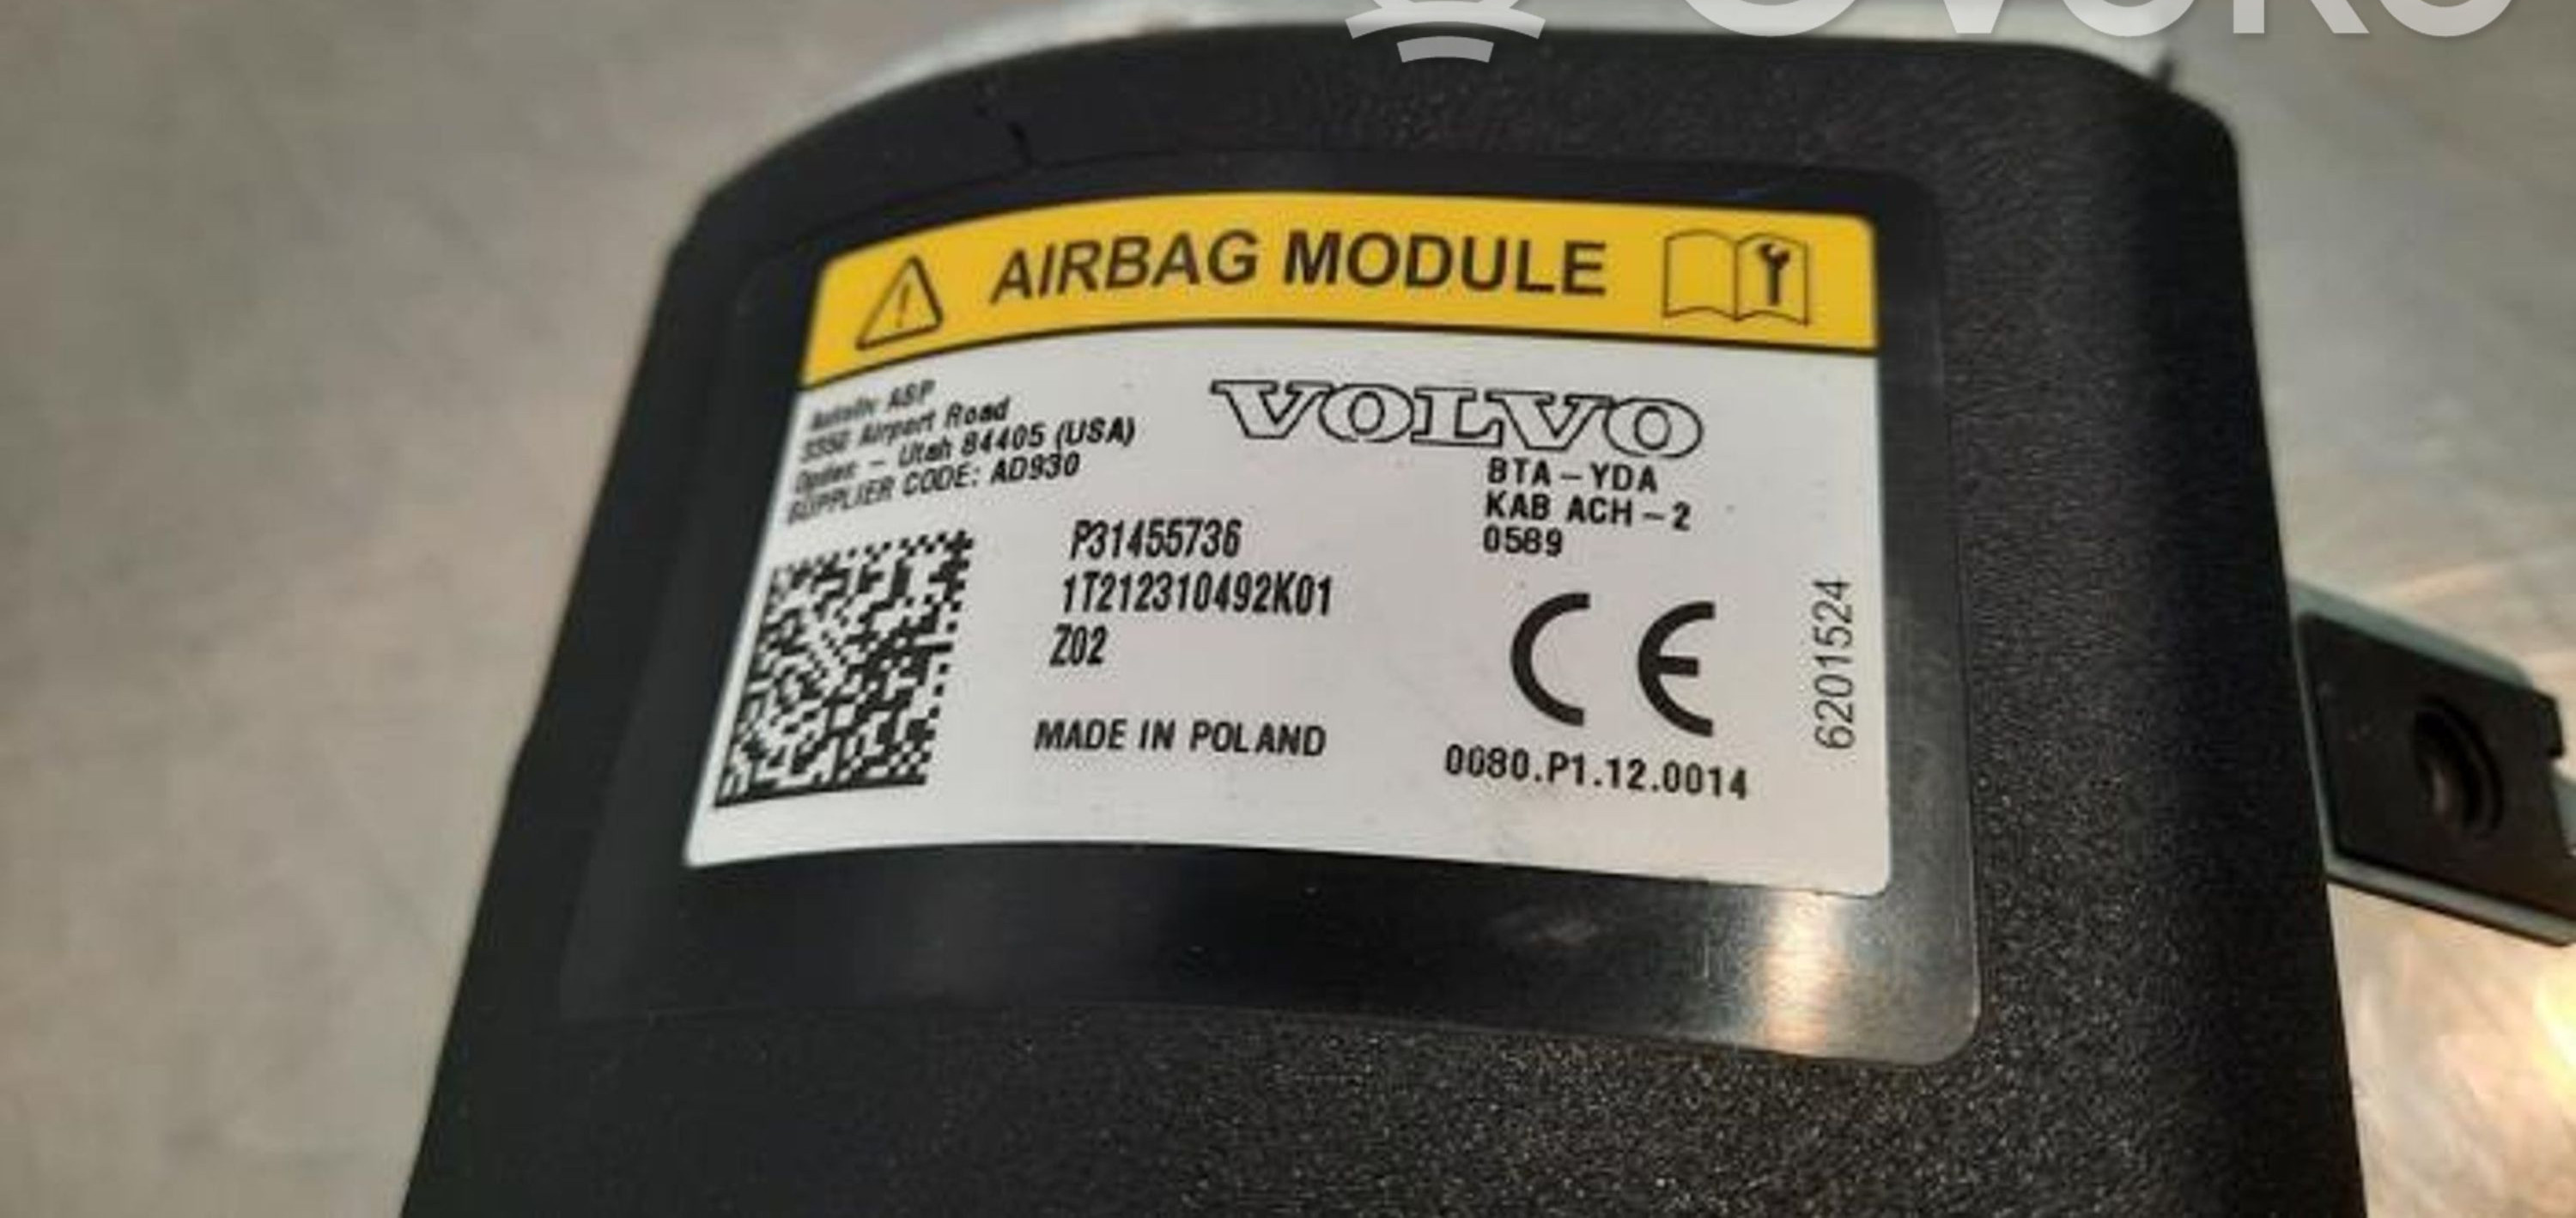 OVOKO
AIRBAG MODULE
Autoliv ASP
3350 Airport Road
Ogden - Utah 84405 (USA)
SUPPLIER CODE: AD930
VOLVO
BTA-YDA
KAB ACH-2
0589
P31455736
1T212310492K01
Z02
MADE IN POLAND
CE
0080.P1.12.0014
6201524